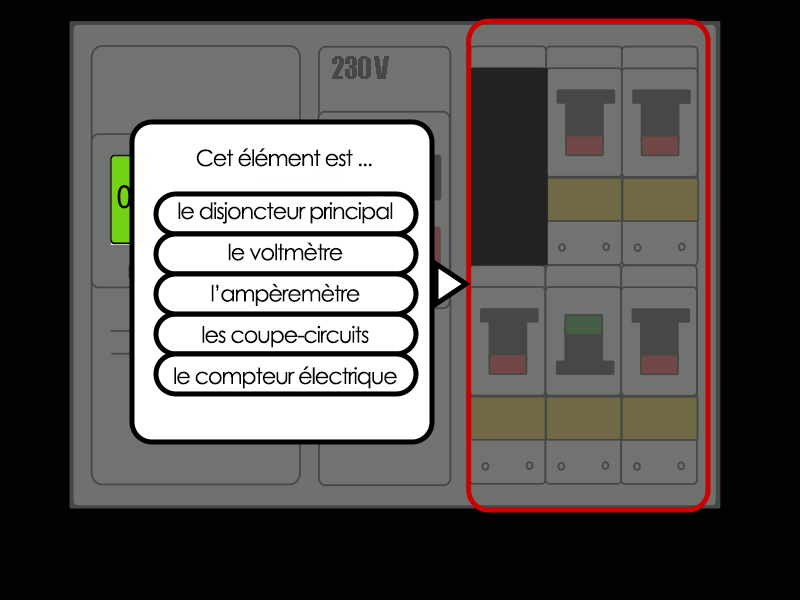 230 V
Cet élément est ...
0
le disjoncteur principal
le voltmètre
l'ampèremètre
les coupe-circuits
le compteur électrique